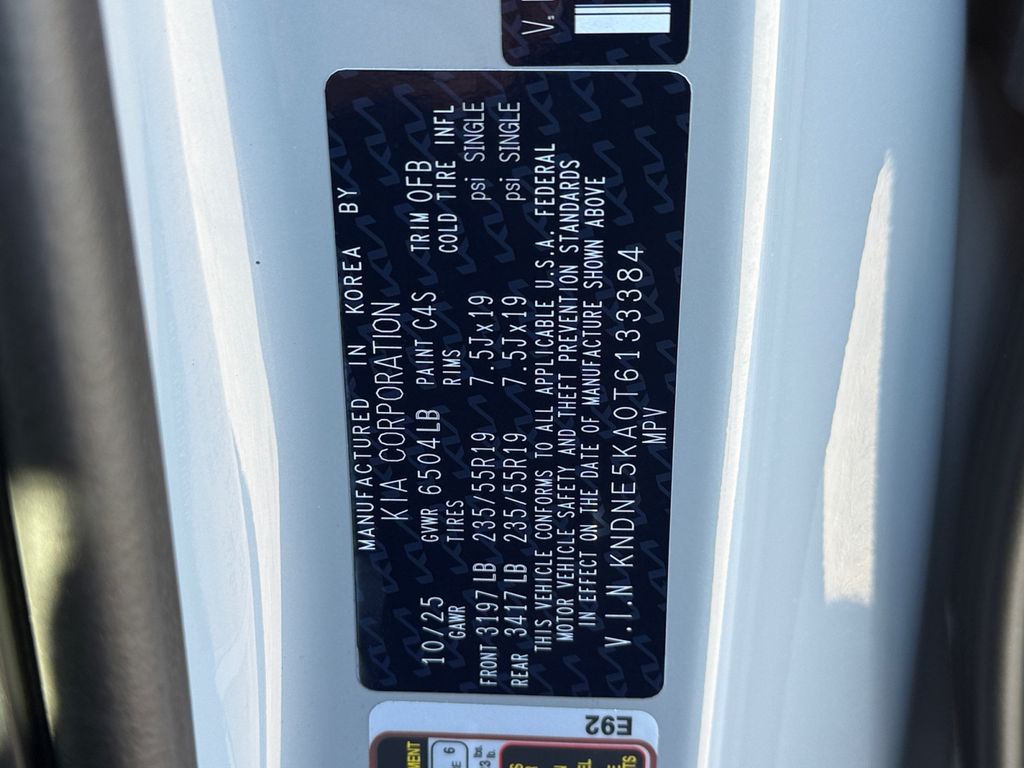 MANUFACTURED IN KOREA BY
KIA CORPORATION
10/25 GVWR 6504LB PAINT C4S TRIM OFB
GAWR TIRES RIMS COLD TIRE INFL
FRONT 3197LB 235/55R19 7.5Jx19 psi SINGLE
REAR 3417LB 235/55R19 7.5Jx19 psi SINGLE
THIS VEHICLE CONFORMS TO ALL APPLICABLE U.S.A. FEDERAL
MOTOR VEHICLE SAFETY AND THEFT PREVENTION STANDARDS
IN EFFECT ON THE DATE OF MANUFACTURE SHOWN ABOVE
V.I.N KNDNE5KA0T6133384
MPV
E92
6